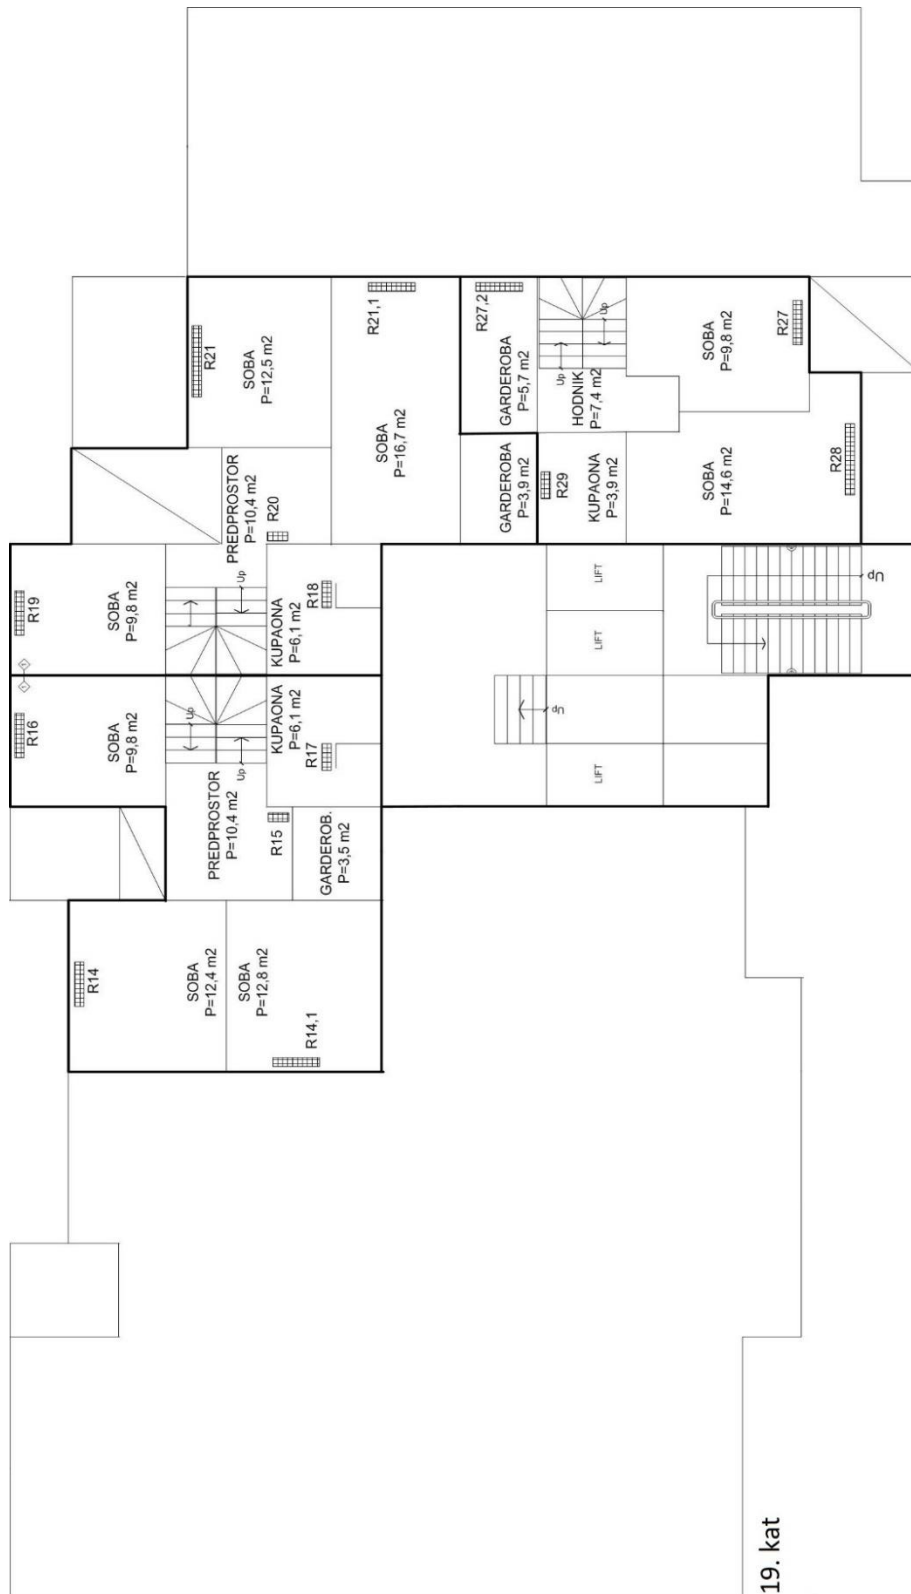 R21
SOBA
P=12,5 m2
R21,1
SOBA
P=16,7 m2
R27,2
GARDEROBA
P=5,7 m2
Up
Up
HODNIK
P=7,4 m2
SOBA
P=9,8 m2
R27
PREDPROSTOR
P=10,4 m2
R20
GARDEROBA
P=3,9 m2
R29
KUPAONA
P=3,9 m2
SOBA
P=14,6 m2
R28
R19
SOBA
P=9,8 m2
Up
KUPAONA
P=6,1 m2
R18
LIFT
LIFT
Up
R16
SOBA
P=9,8 m2
Up
Up
KUPAONA
P=6,1 m2
R17
Up
LIFT
PREDPROSTOR
P=10,4 m2
R15
GARDEROB.
P=3,5 m2
R14
SOBA
P=12,4 m2
SOBA
P=12,8 m2
R14,1
19. kat